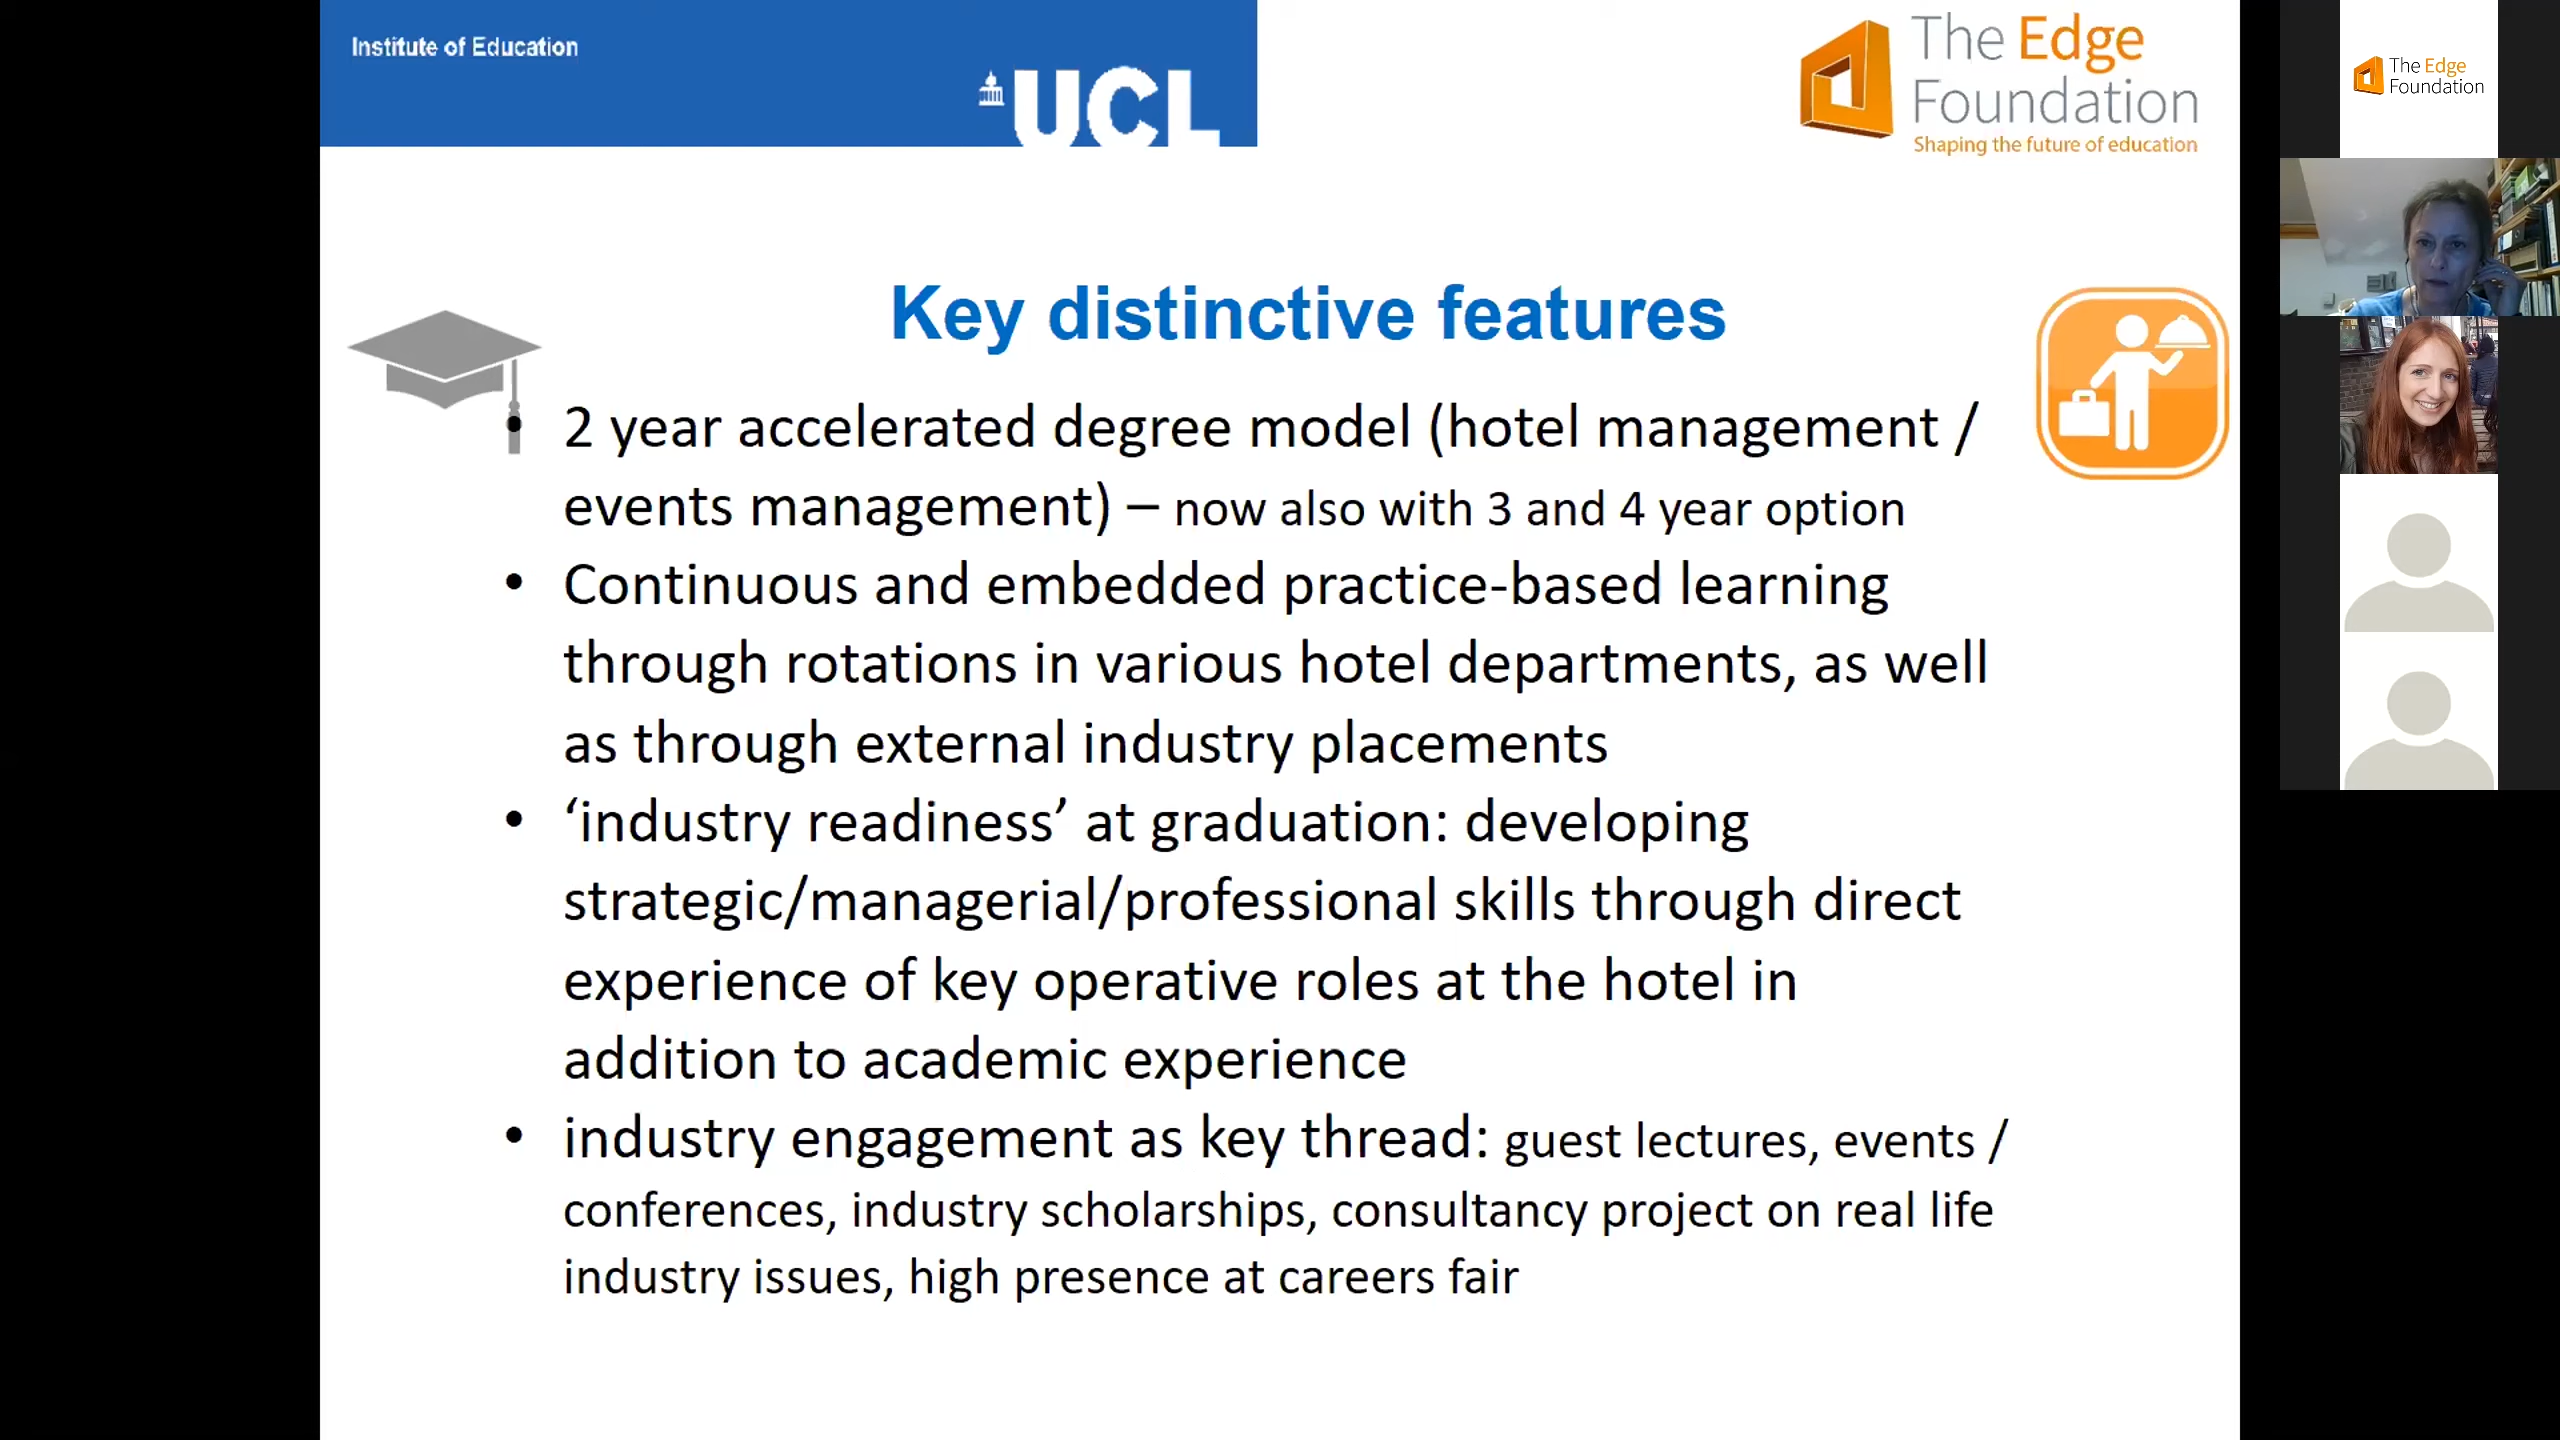 Institute of Education
UCL
The Edge
Foundation
Shaping the future of education
The Edge
Foundation
Key distinctive features
• 2 year accelerated degree model (hotel management /
events management) – now also with 3 and 4 year option
• Continuous and embedded practice-based learning
through rotations in various hotel departments, as well
as through external industry placements
• ‘industry readiness’ at graduation: developing
strategic/managerial/professional skills through direct
experience of key operative roles at the hotel in
addition to academic experience
• industry engagement as key thread: guest lectures, events /
conferences, industry scholarships, consultancy project on real life
industry issues, high presence at careers fair